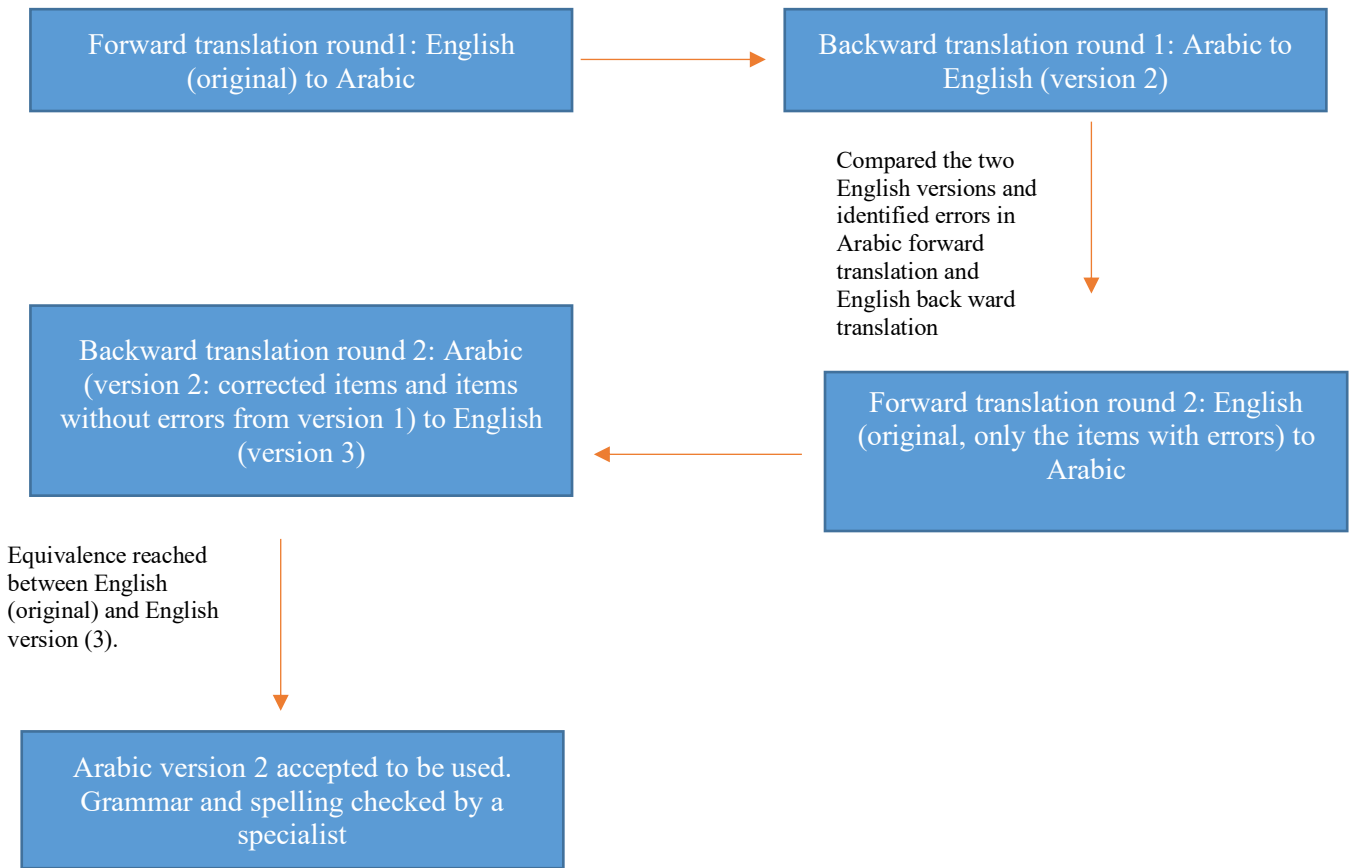 Forward translation round1: English
(original) to Arabic
Backward translation round 1: Arabic to
English (version 2)
Compared the two
English versions and
identified errors in
Arabic forward
translation and
English back ward
translation
Forward translation round 2: English
(original, only the items with errors) to
Arabic
Backward translation round 2: Arabic
(version 2: corrected items and items
without errors from version 1) to English
(version 3)
Equivalence reached
between English
(original) and English
version (3).
Arabic version 2 accepted to be used.
Grammar and spelling checked by a
specialist